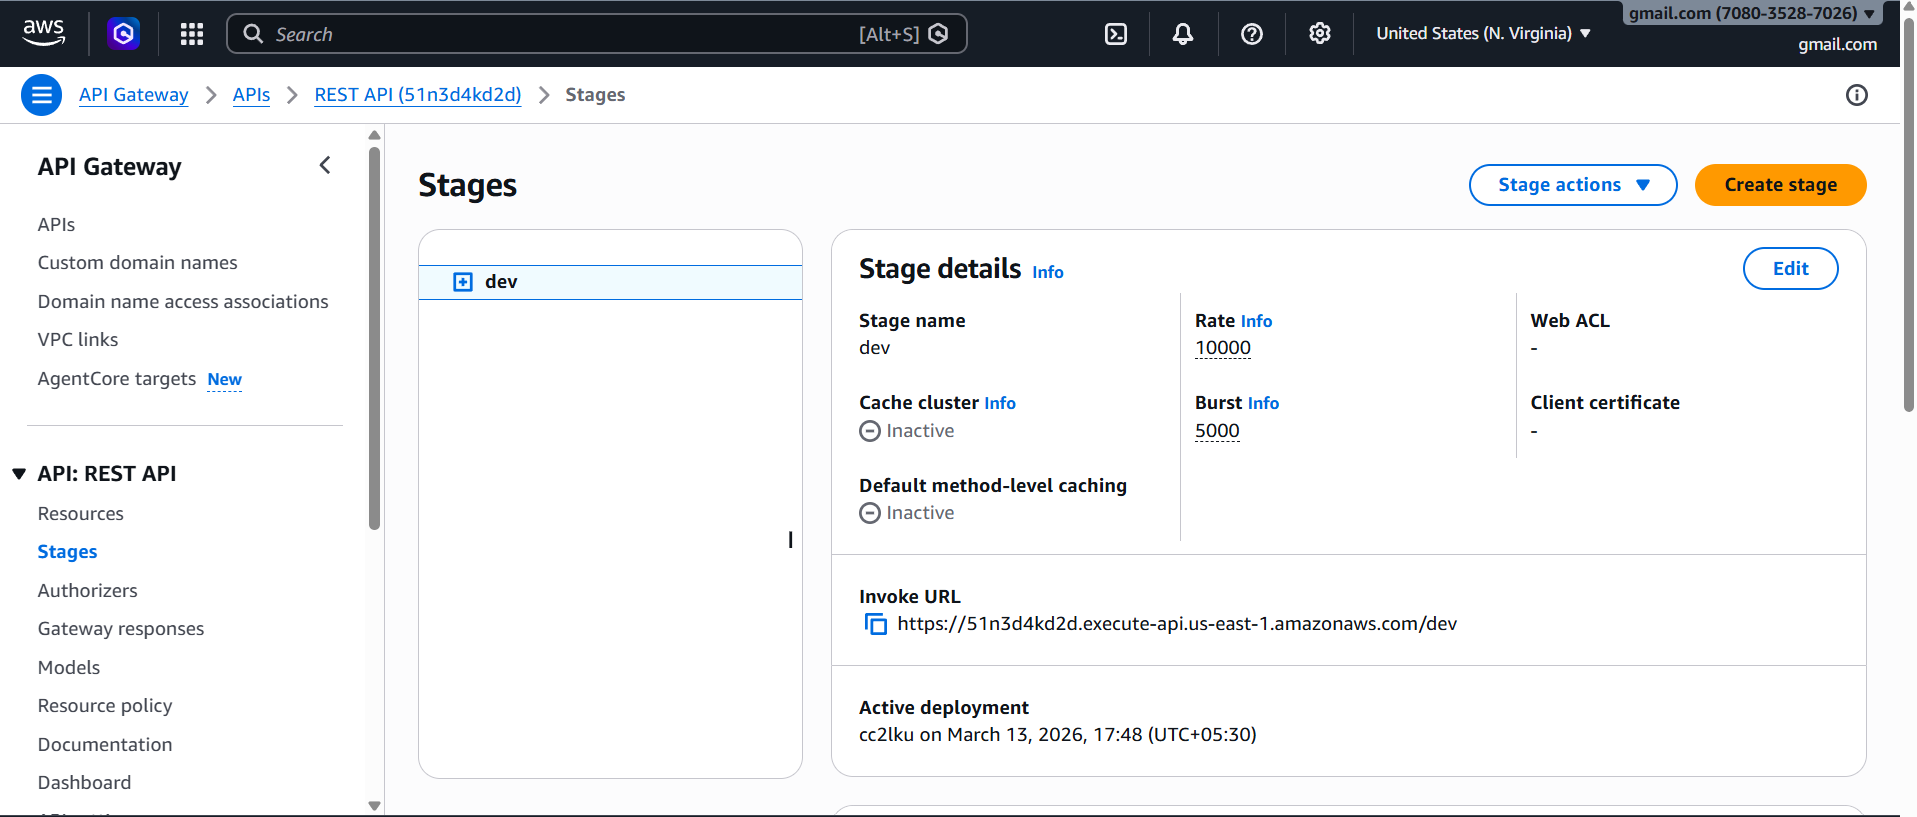 aws
Search
[Alt+S]
United States (N. Virginia)
gmail.com (7080-3528-7026)
gmail.com
API Gateway
APIs
REST API (51n3d4kd2d)
Stages
API Gateway
APIs
Custom domain names
Domain name access associations
VPC links
AgentCore targets New
API: REST API
Resources
Stages
Authorizers
Gateway responses
Models
Resource policy
Documentation
Dashboard
Stages
Stage actions
Create stage
dev
Stage details Info
Edit
Stage name
dev
Rate Info
10000
Web ACL
-
Cache cluster Info
Inactive
Burst Info
5000
Client certificate
-
Default method-level caching
Inactive
Invoke URL
https://51n3d4kd2d.execute-api.us-east-1.amazonaws.com/dev
Active deployment
cc2lku on March 13, 2026, 17:48 (UTC+05:30)